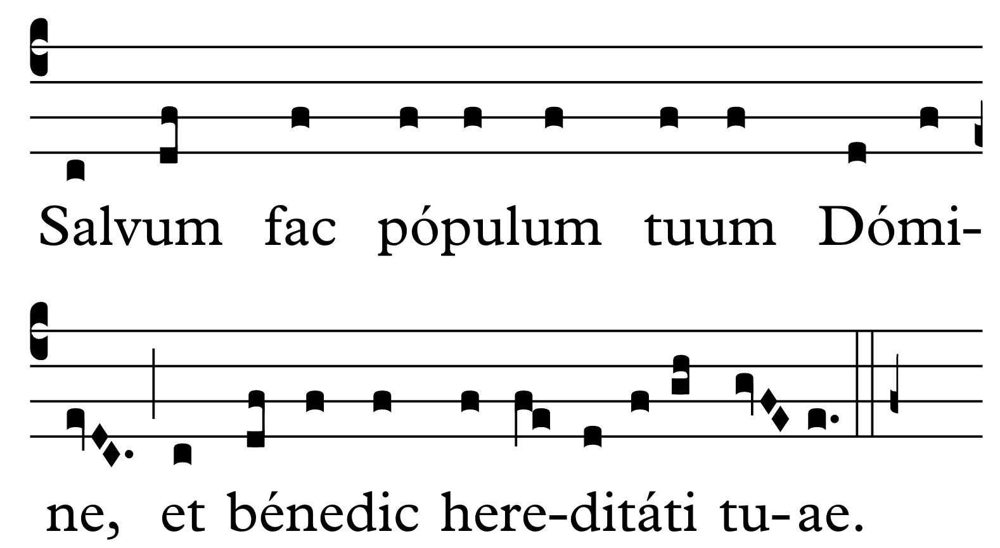 Salvum fac pópulum tuum Dómi-
ne, et bénedic here-ditáti tu-ae.